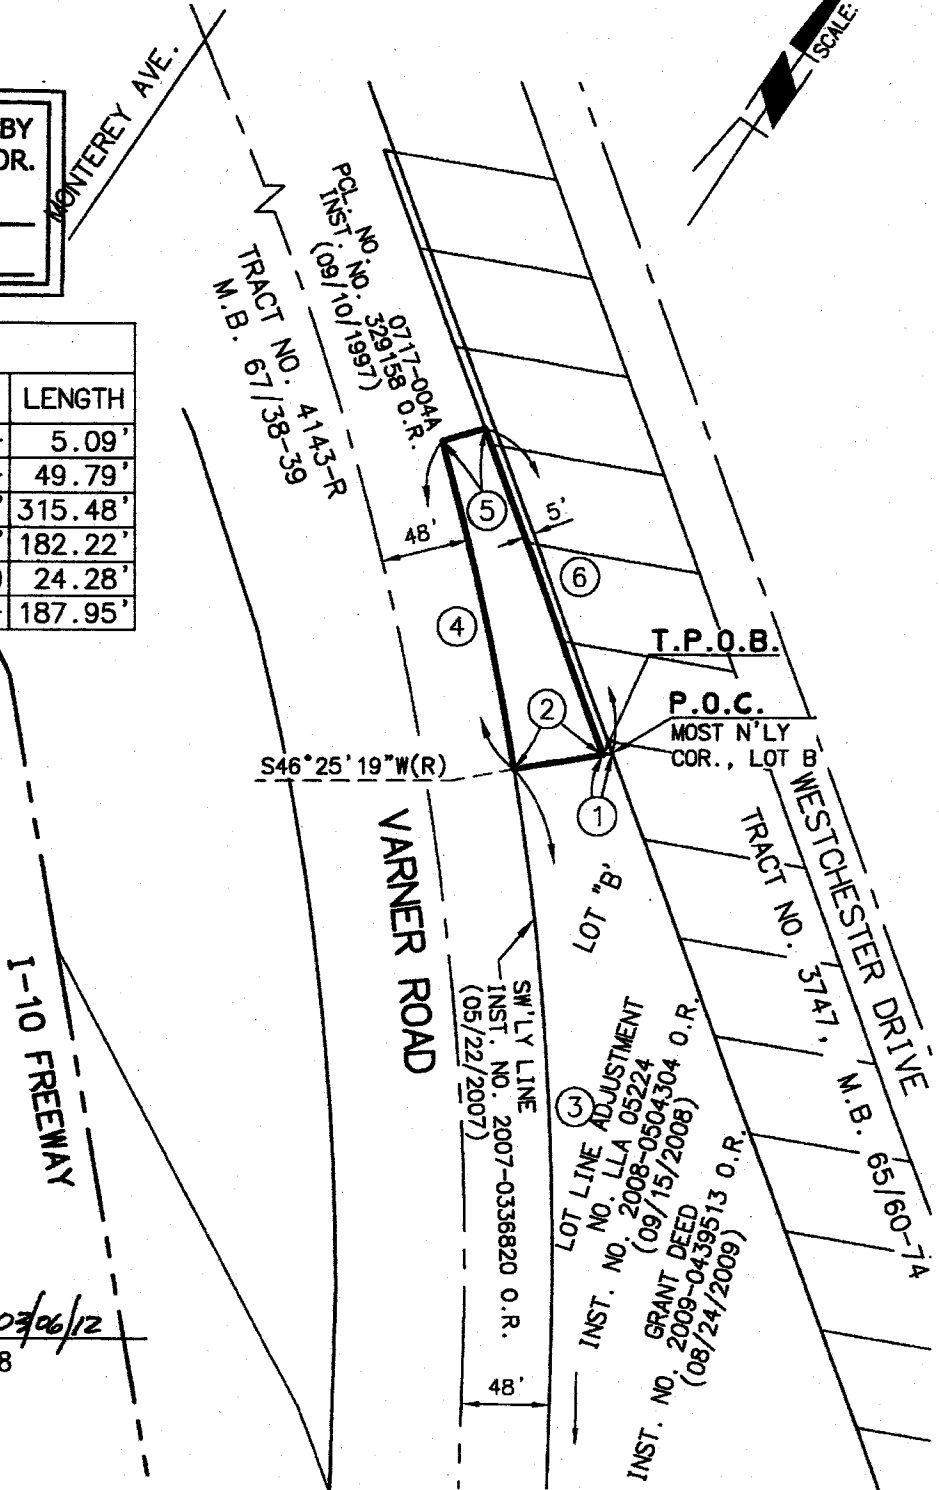 MONTEREY AVE.
SCALE:
BY
OR.
LENGTH
5.09'
49.79'
315.48'
182.22'
24.28'
187.95'
PCL. NO. 0717-004A
INST. NO. 329158 O.R.
(09/10/1997)
TRACT NO. 4143-R
M.B. 67/38-39
48'
5
5'
6
4
T.P.O.B.
P.O.C.
MOST N'LY
COR., LOT B
2
S46°25'19"W(R)
1
VARNER ROAD
LOT "B'
WESTCHESTER DRIVE
TRACT NO. 3747, M.B. 65/60-74
I-10 FREEWAY
SW'LY LINE
INST. NO. 2007-0336820 O.R.
(05/22/2007)
3
LOT LINE ADJUSTMENT
NO. LLA 05224
INST. NO. 2008-0504304 O.R.
(09/15/2008)
GRANT DEED
INST. NO. 2009-0439513 O.R.
(08/24/2009)
03/06/12
8
48'